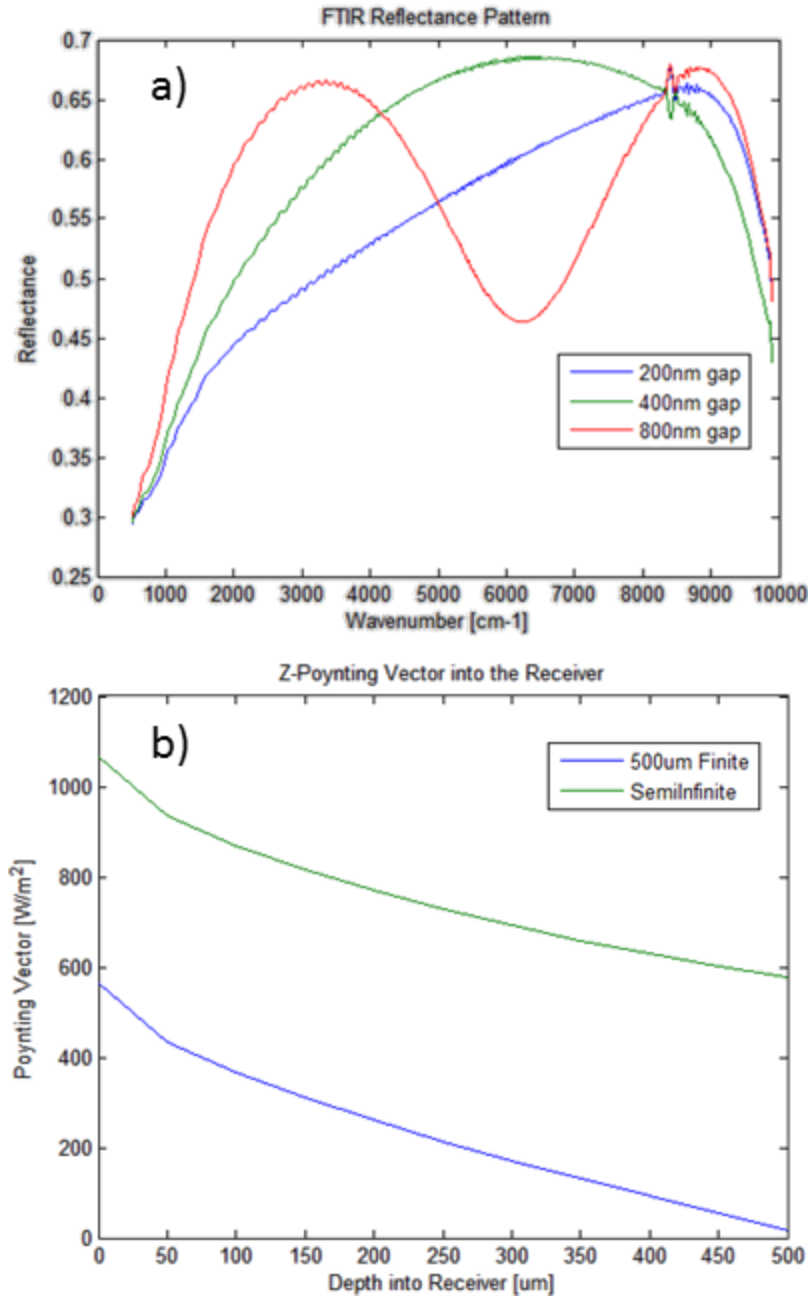 FTIR Reflectance Pattern
a)
0.7
0.65
0.6
0.55
0.5
0.45
0.4
0.35
0.3
0.25
Reflectance
200nm gap
400nm gap
800nm gap
0 1000 2000 3000 4000 5000 6000 7000 8000 9000 10000
Wavenumber [cm-1]
Z-Poynting Vector into the Receiver
b)
1200
1000
800
600
400
200
0
Poynting Vector [W/m²]
500um Finite
SemiInfinite
0 50 100 150 200 250 300 350 400 450 500
Depth into Receiver [um]